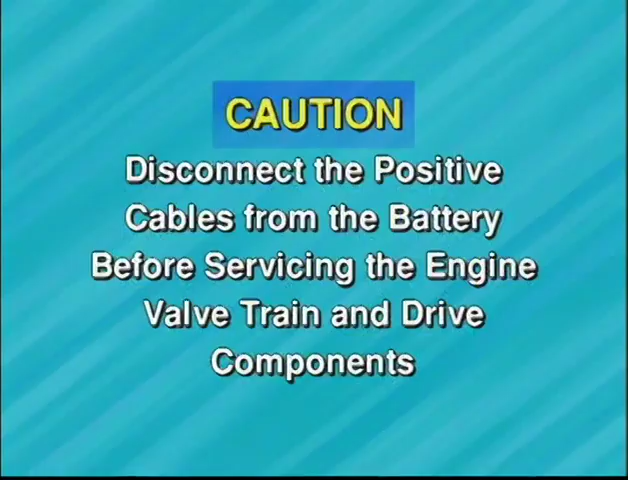 CAUTION
Disconnect the Positive
Cables from the Battery
Before Servicing the Engine
Valve Train and Drive
Components